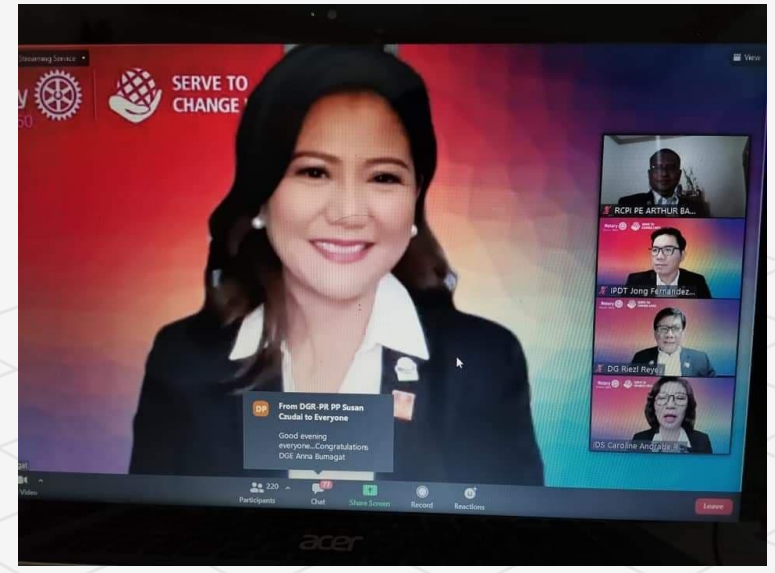 Streaming Service
View
SERVE TO
CHANGE
RCPI PE ARTHUR BA...
IPDT Jong Fernandez...
DG Riezl Reye
IDS Caroline Andrade
DP
From DGR-PR PP Susan
Czudal to Everyone
Good evening
everyone...Congratulations
DGE Anna Bumagat
Video
220
Participants
77
Chat
Share Screen
Record
Reactions
Leave
acer